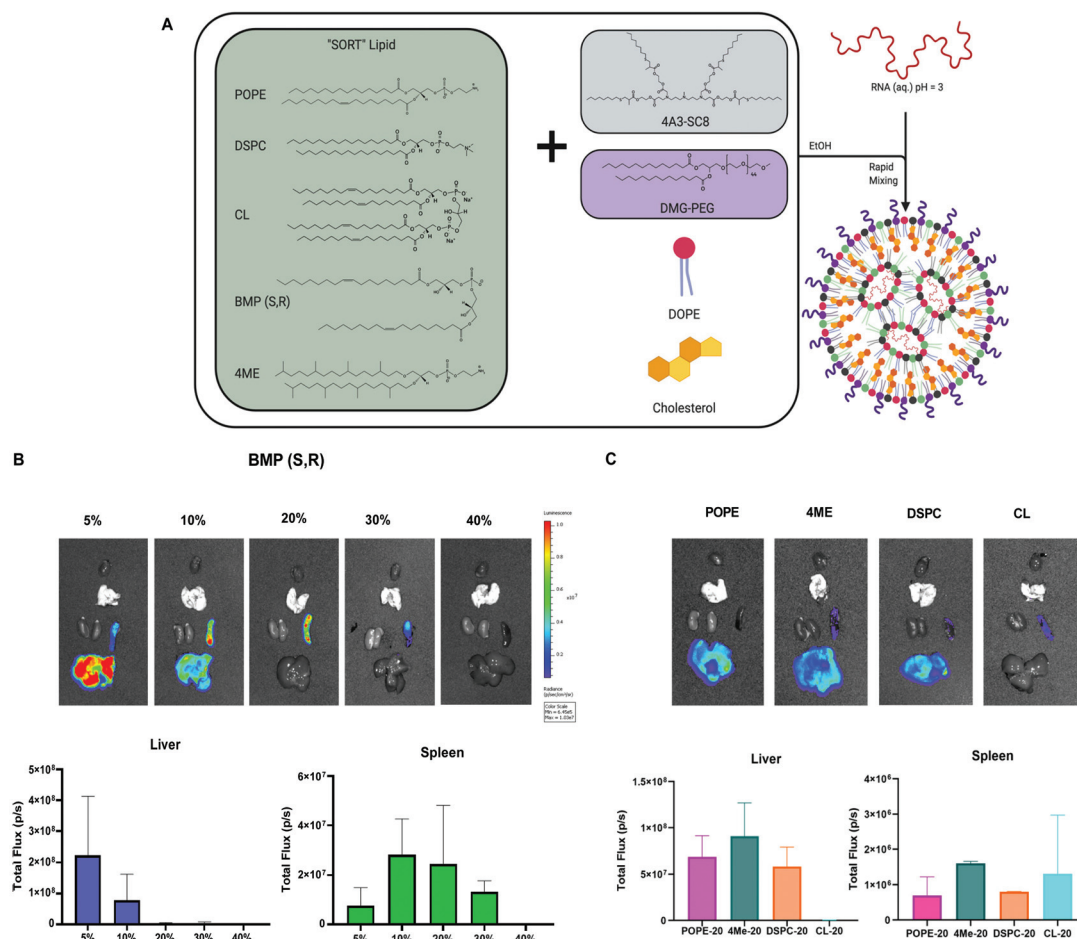 A
"SORT" Lipid
POPE
DSPC
CL
BMP (S,R)
4ME
4A3-SC8
DMG-PEG
DOPE
Cholesterol
RNA (aq.) pH = 3
EtOH
Rapid
Mixing
B
BMP (S,R)
5% 10% 20% 30% 40%
Luminescence
1.0
0.8
0.6
×10⁷
0.4
0.2
Radiance
(p/sec/cm²/sr)
Color Scale
Min = 6.45e5
Max = 1.03e7
Liver
Total Flux (p/s)
5×10⁸
4×10⁸
3×10⁸
2×10⁸
1×10⁸
0
5% 10% 20% 30% 40%
Spleen
Total Flux (p/s)
6×10⁷
4×10⁷
2×10⁷
0
5% 10% 20% 30% 40%
C
POPE 4ME DSPC CL
Liver
Total Flux (p/s)
1.5×10⁸
1×10⁸
5×10⁷
0
POPE-20 4Me-20 DSPC-20 CL-20
Spleen
Total Flux (p/s)
4×10⁶
3×10⁶
2×10⁶
1×10⁶
0
POPE-20 4Me-20 DSPC-20 CL-20